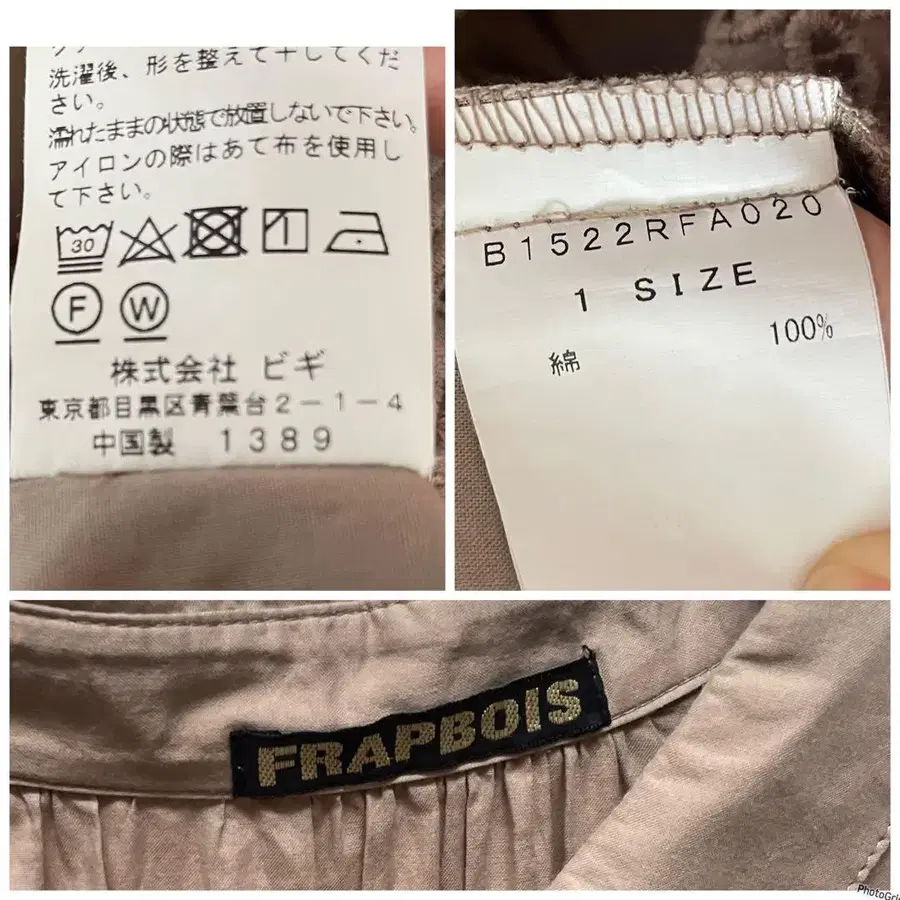 洗濯後、形を整えて干してくだ
さい。
濡れたままの状態で放置しないで下さい。
アイロンの際はあて布を使用し
て下さい。
30
F W
株式会社 ビギ
東京都目黒区青葉台2-1-4
中国製 1389
B1522RFA020
1 SIZE
綿 100%
FRAPBOIS
PhotoGri